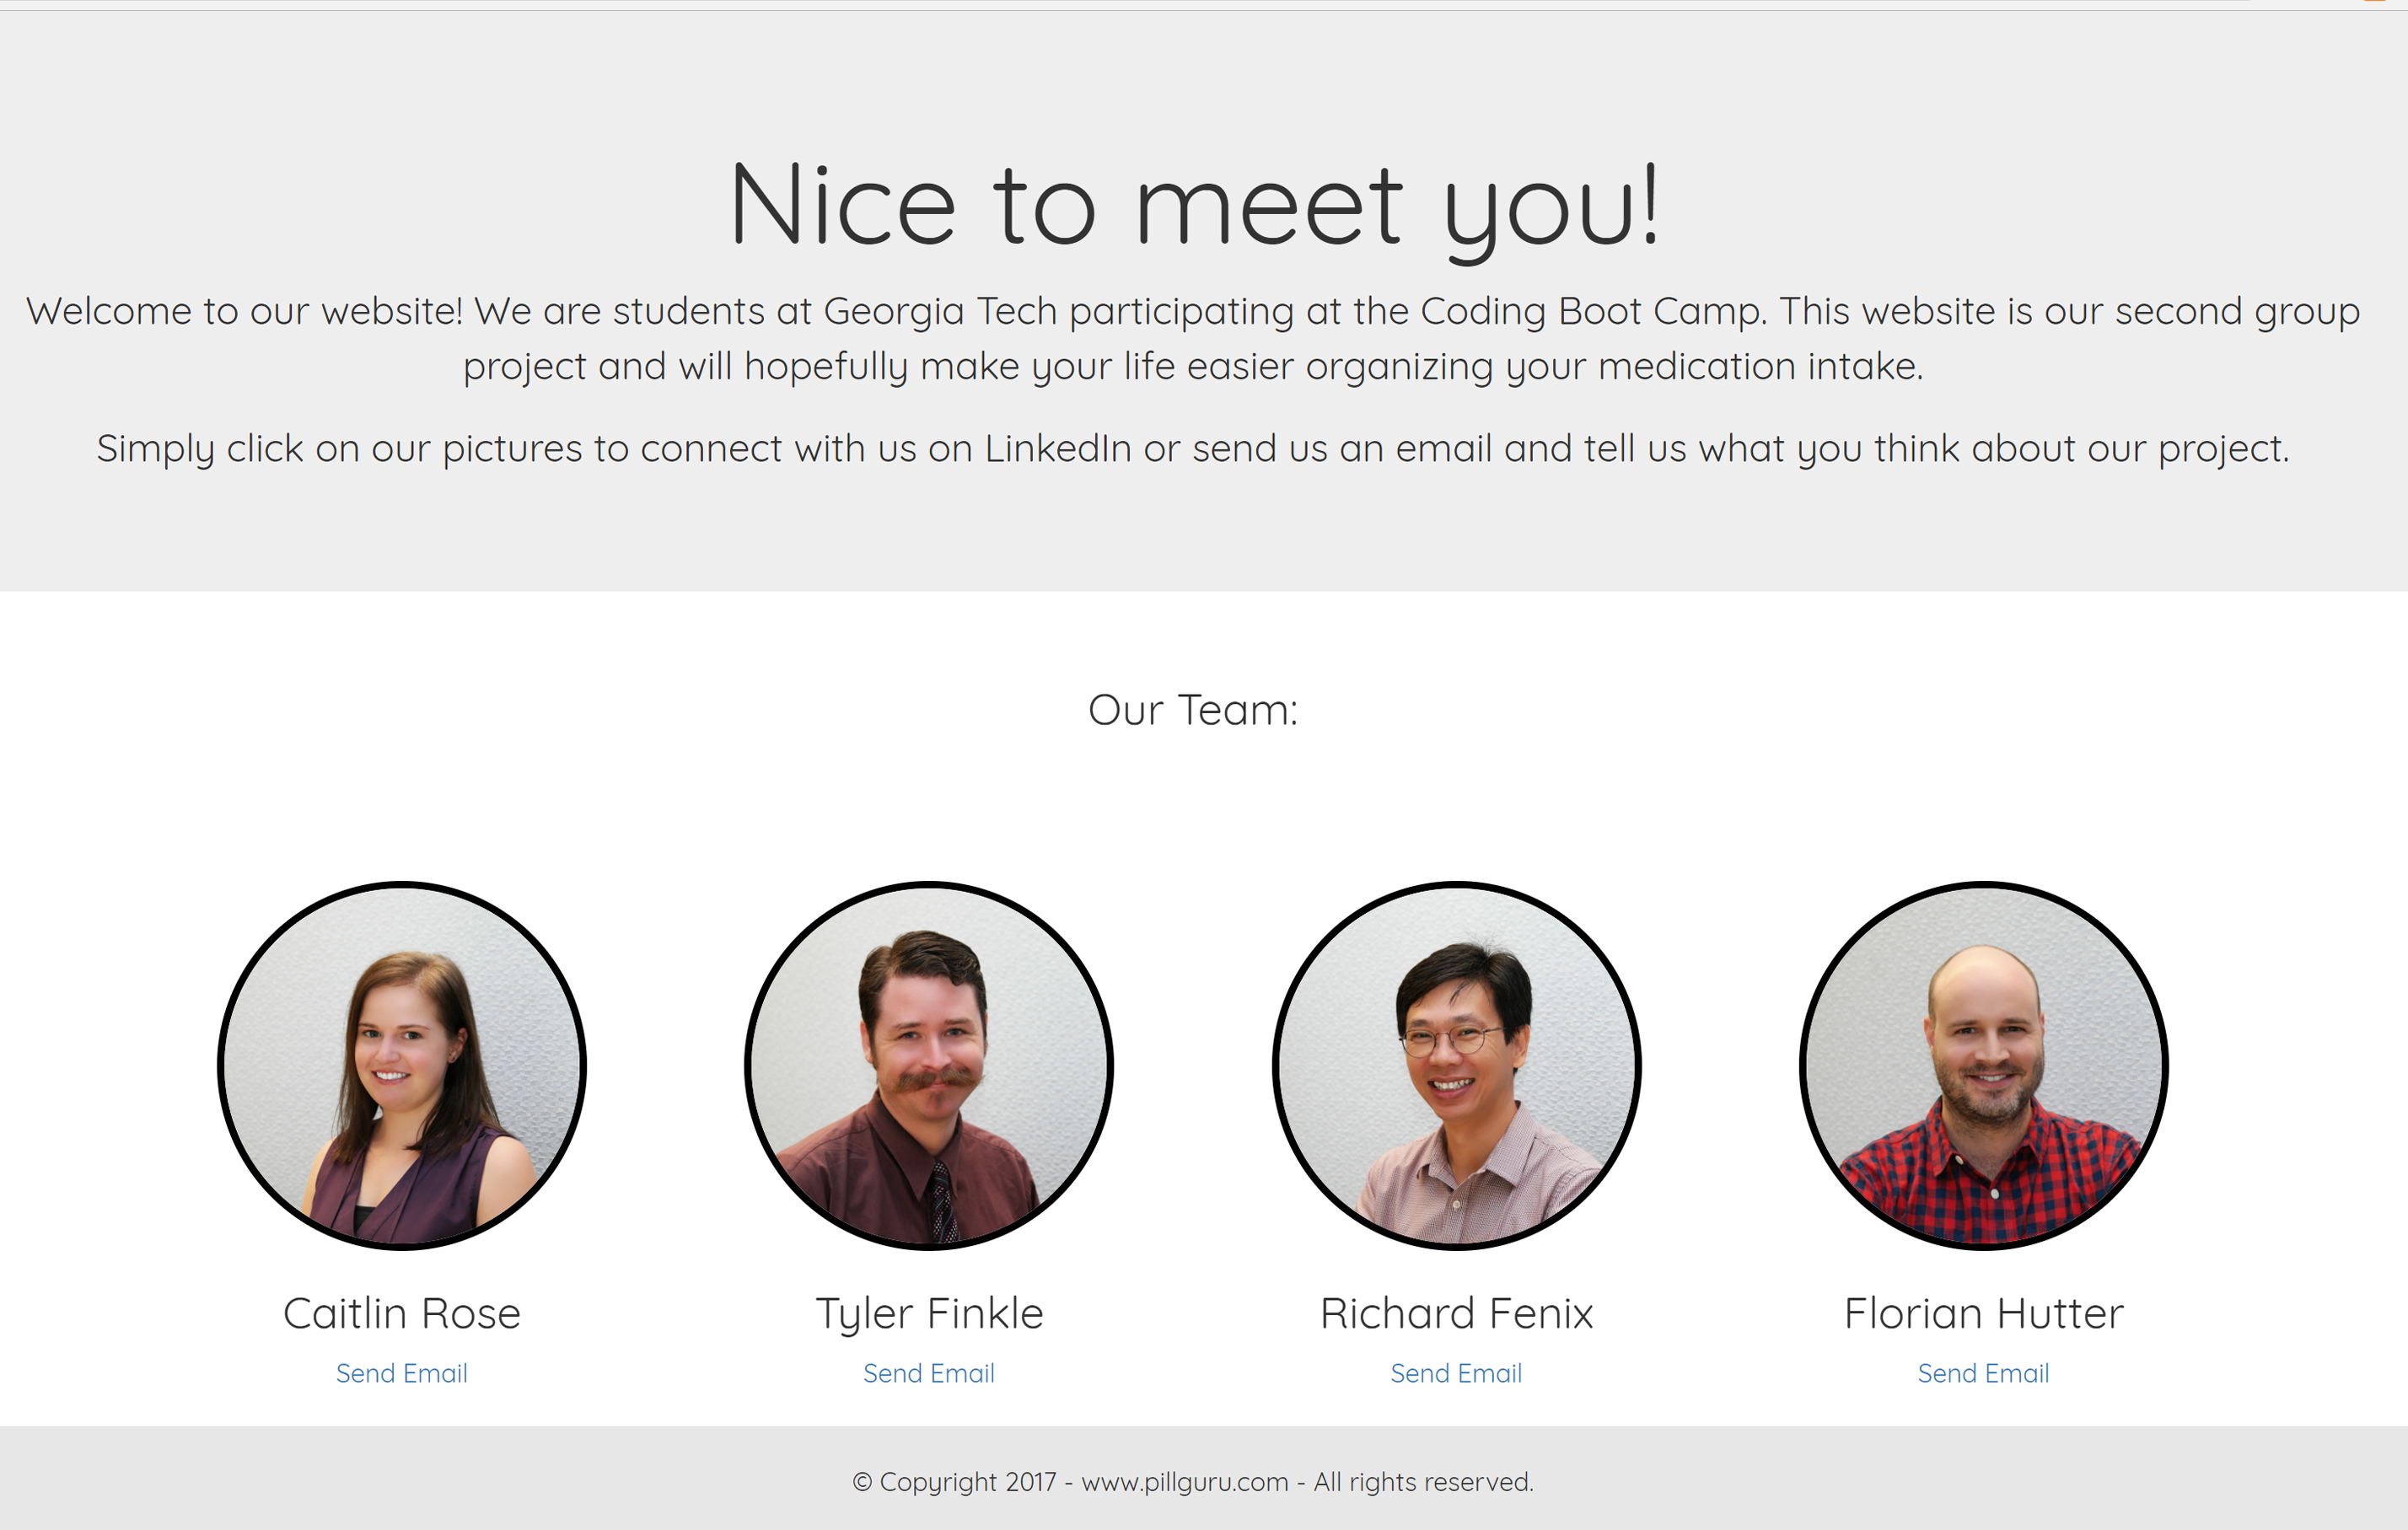 Nice to meet you!
Welcome to our website! We are students at Georgia Tech participating at the Coding Boot Camp. This website is our second group
project and will hopefully make your life easier organizing your medication intake.
Simply click on our pictures to connect with us on LinkedIn or send us an email and tell us what you think about our project.
Our Team:
Caitlin Rose
Send Email
Tyler Finkle
Send Email
Richard Fenix
Send Email
Florian Hutter
Send Email
© Copyright 2017 - www.pillguru.com - All rights reserved.